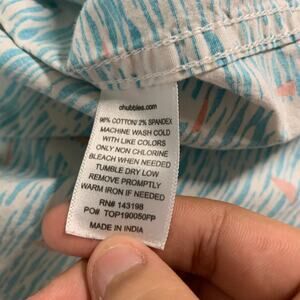 chubbies.com
98% COTTON/ 2% SPANDEX
MACHINE WASH COLD
WITH LIKE COLORS
ONLY NON CHLORINE
BLEACH WHEN NEEDED
TUMBLE DRY LOW
REMOVE PROMPTLY
WARM IRON IF NEEDED
RN# 143198
PO# TOP190050FP
MADE IN INDIA